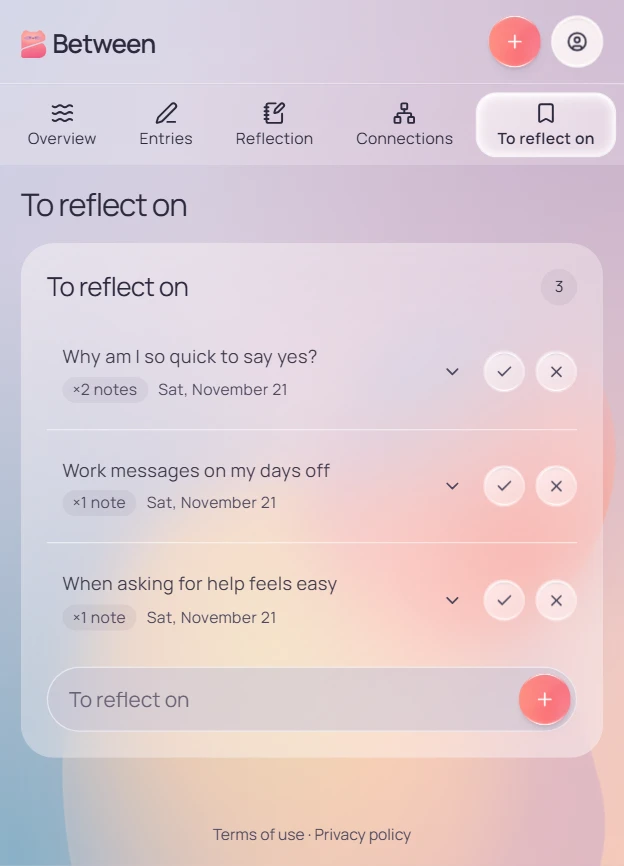 Between
Overview
Entries
Reflection
Connections
To reflect on
To reflect on
To reflect on
3
Why am I so quick to say yes?
×2 notes Sat, November 21
Work messages on my days off
×1 note Sat, November 21
When asking for help feels easy
×1 note Sat, November 21
To reflect on
Terms of use · Privacy policy